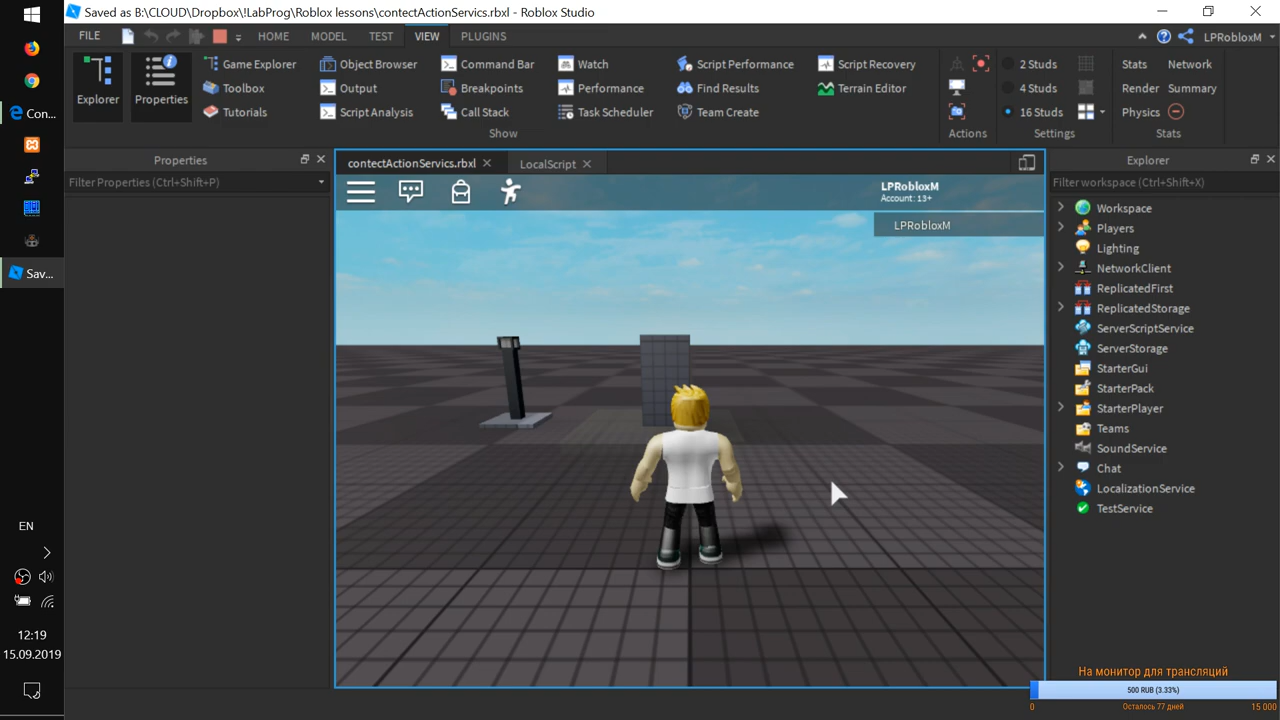 Saved as B:\CLOUD\Dropbox\!LabProg\Roblox lessons\contectActionServics.rbxl - Roblox Studio
FILE HOME MODEL TEST VIEW PLUGINS LPRobloxM
Explorer
Properties
Game Explorer
Toolbox
Tutorials
Object Browser
Output
Script Analysis
Command Bar
Breakpoints
Call Stack
Watch
Performance
Task Scheduler
Script Performance
Find Results
Team Create
Script Recovery
Terrain Editor
Show
Actions
2 Studs
4 Studs
16 Studs
Settings
Stats Network
Render Summary
Physics
Stats
Con...
Sav...
Properties
Filter Properties (Ctrl+Shift+P)
contectActionServics.rbxl
LocalScript
LPRobloxM
Account: 13+
LPRobloxM
Explorer
Filter workspace (Ctrl+Shift+X)
Workspace
Players
Lighting
NetworkClient
ReplicatedFirst
ReplicatedStorage
ServerScriptService
ServerStorage
StarterGui
StarterPack
StarterPlayer
Teams
SoundService
Chat
LocalizationService
TestService
EN
12:19
15.09.2019
На монитор для трансляций
500 RUB (3.33%)
0 Осталось 77 дней 15 000